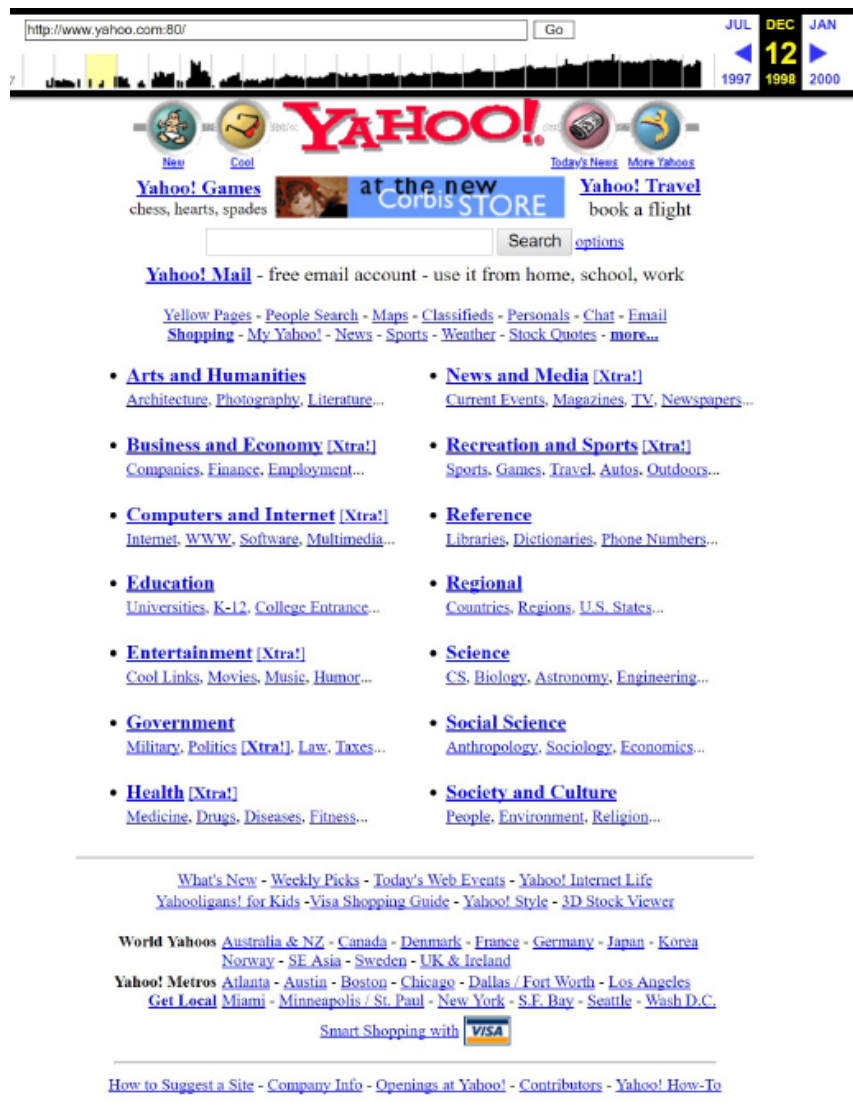 http://www.yahoo.com:80/ Go JUL DEC JAN
12
1997 1998 2000
YAHOO!
New Cool Today's News More Yahoos
Yahoo! Games at the new Yahoo! Travel
chess, hearts, spades Corbis STORE book a flight
Search options
Yahoo! Mail - free email account - use it from home, school, work
Yellow Pages - People Search - Maps - Classifieds - Personals - Chat - Email
Shopping - My Yahoo! - News - Sports - Weather - Stock Quotes - more...
• Arts and Humanities
Architecture, Photography, Literature...
• News and Media [Xtra!]
Current Events, Magazines, TV, Newspapers...
• Business and Economy [Xtra!]
Companies, Finance, Employment...
• Recreation and Sports [Xtra!]
Sports, Games, Travel, Autos, Outdoors...
• Computers and Internet [Xtra!]
Internet, WWW, Software, Multimedia...
• Reference
Libraries, Dictionaries, Phone Numbers...
• Education
Universities, K-12, College Entrance...
• Regional
Countries, Regions, U.S. States...
• Entertainment [Xtra!]
Cool Links, Movies, Music, Humor...
• Science
CS, Biology, Astronomy, Engineering...
• Government
Military, Politics [Xtra!], Law, Taxes...
• Social Science
Anthropology, Sociology, Economics...
• Health [Xtra!]
Medicine, Drugs, Diseases, Fitness...
• Society and Culture
People, Environment, Religion...
What's New - Weekly Picks - Today's Web Events - Yahoo! Internet Life
Yahooligans! for Kids -Visa Shopping Guide - Yahoo! Style - 3D Stock Viewer
World Yahoos Australia & NZ - Canada - Denmark - France - Germany - Japan - Korea
Norway - SE Asia - Sweden - UK & Ireland
Yahoo! Metros Atlanta - Austin - Boston - Chicago - Dallas / Fort Worth - Los Angeles
Get Local Miami - Minneapolis / St. Paul - New York - S.F. Bay - Seattle - Wash D.C.
Smart Shopping with VISA
How to Suggest a Site - Company Info - Openings at Yahoo! - Contributors - Yahoo! How-To